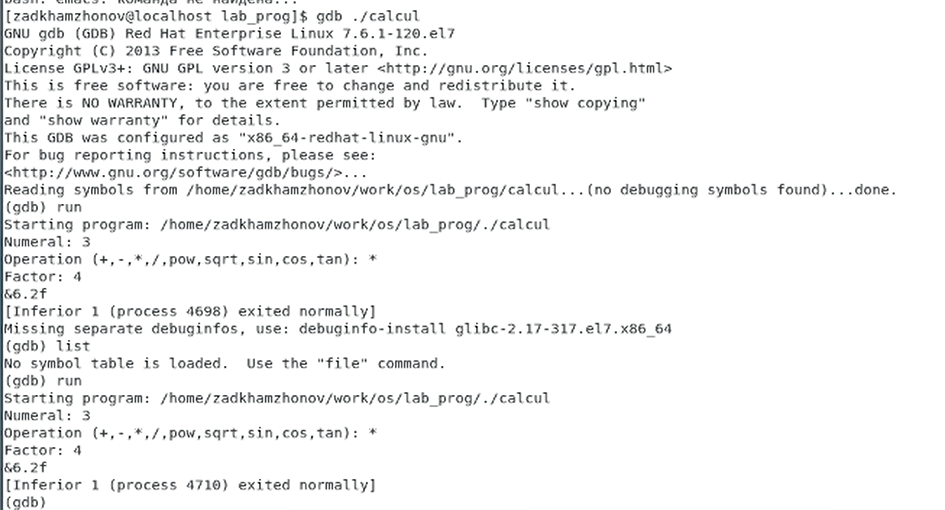 bash: emacs: команда не найдена...
[zadkhamzhonov@localhost lab_prog]$ gdb ./calcul
GNU gdb (GDB) Red Hat Enterprise Linux 7.6.1-120.el7
Copyright (C) 2013 Free Software Foundation, Inc.
License GPLv3+: GNU GPL version 3 or later <http://gnu.org/licenses/gpl.html>
This is free software: you are free to change and redistribute it.
There is NO WARRANTY, to the extent permitted by law.  Type "show copying"
and "show warranty" for details.
This GDB was configured as "x86_64-redhat-linux-gnu".
For bug reporting instructions, please see:
<http://www.gnu.org/software/gdb/bugs/>...
Reading symbols from /home/zadkhamzhonov/work/os/lab_prog/calcul...(no debugging symbols found)...done.
(gdb) run
Starting program: /home/zadkhamzhonov/work/os/lab_prog/./calcul
Numeral: 3
Operation (+,-,*,/,pow,sqrt,sin,cos,tan): *
Factor: 4
&6.2f
[Inferior 1 (process 4698) exited normally]
Missing separate debuginfos, use: debuginfo-install glibc-2.17-317.el7.x86_64
(gdb) list
No symbol table is loaded.  Use the "file" command.
(gdb) run
Starting program: /home/zadkhamzhonov/work/os/lab_prog/./calcul
Numeral: 3
Operation (+,-,*,/,pow,sqrt,sin,cos,tan): *
Factor: 4
&6.2f
[Inferior 1 (process 4710) exited normally]
(gdb)